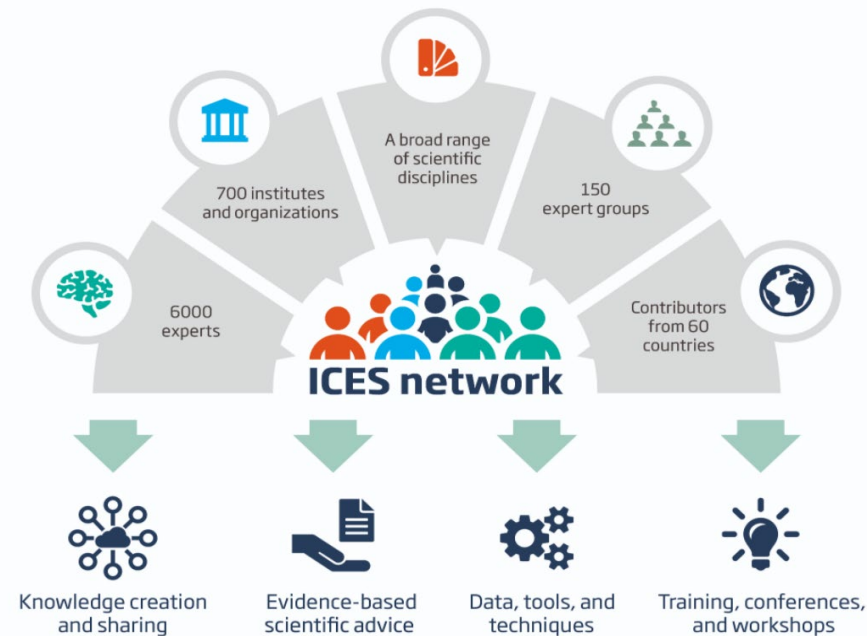 A broad range
of scientific
disciplines
700 institutes
and organizations
150
expert groups
6000
experts
Contributors
from 60
countries
ICES network
Knowledge creation
and sharing
Evidence-based
scientific advice
Data, tools, and
techniques
Training, conferences,
and workshops